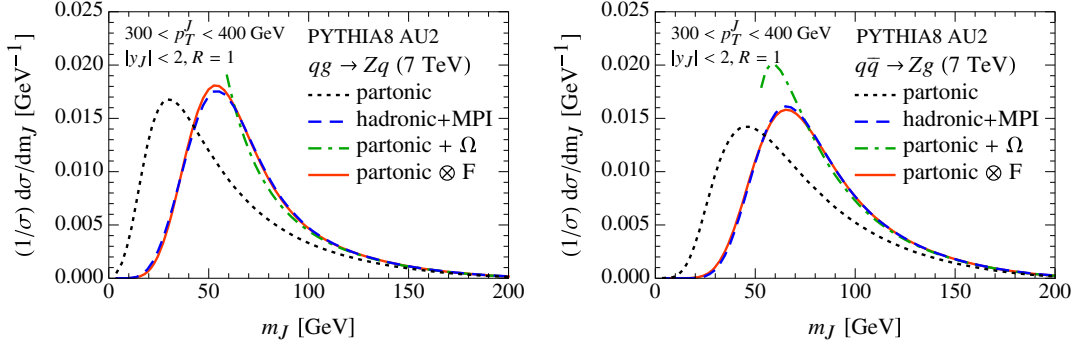 (1/σ) dσ/dm_J [GeV⁻¹]
0.025
0.020
0.015
0.010
0.005
0.000
300 < p_T^J < 400 GeV
|y_J| < 2, R = 1
PYTHIA8 AU2
qg → Zq (7 TeV)
partonic
hadronic+MPI
partonic + Ω
partonic ⊗ F
0 50 100 150 200
m_J [GeV]
(1/σ) dσ/dm_J [GeV⁻¹]
0.025
0.020
0.015
0.010
0.005
0.000
300 < p_T^J < 400 GeV
|y_J| < 2, R = 1
PYTHIA8 AU2
qq̅ → Zg (7 TeV)
partonic
hadronic+MPI
partonic + Ω
partonic ⊗ F
0 50 100 150 200
m_J [GeV]